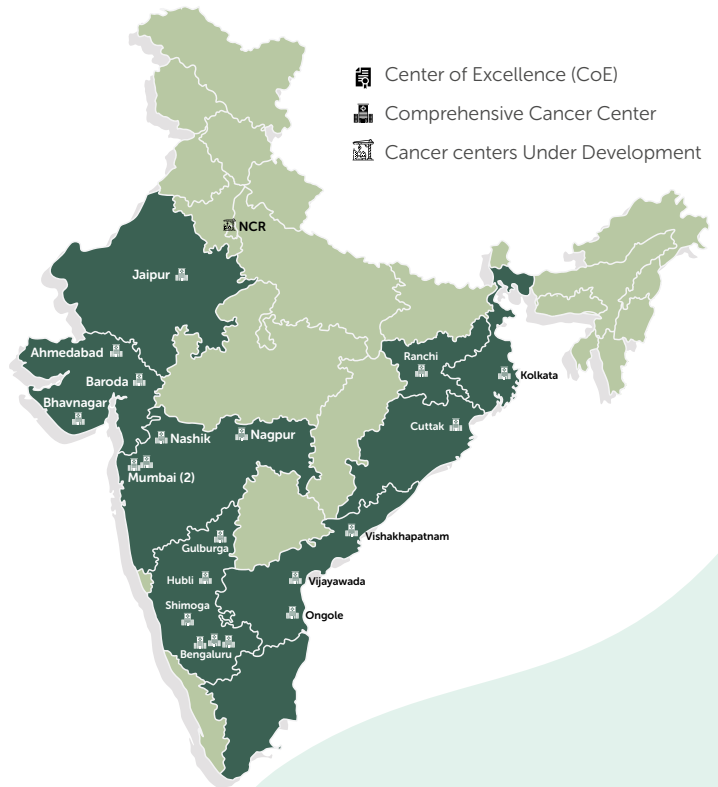 Center of Excellence (CoE)
Comprehensive Cancer Center
Cancer centers Under Development
NCR
Jaipur
Ahmedabad
Ranchi
Baroda
Kolkata
Bhavnagar
Cuttak
Nashik
Nagpur
Mumbai (2)
Vishakhapatnam
Gulburga
Hubli
Vijayawada
Shimoga
Ongole
Bengaluru